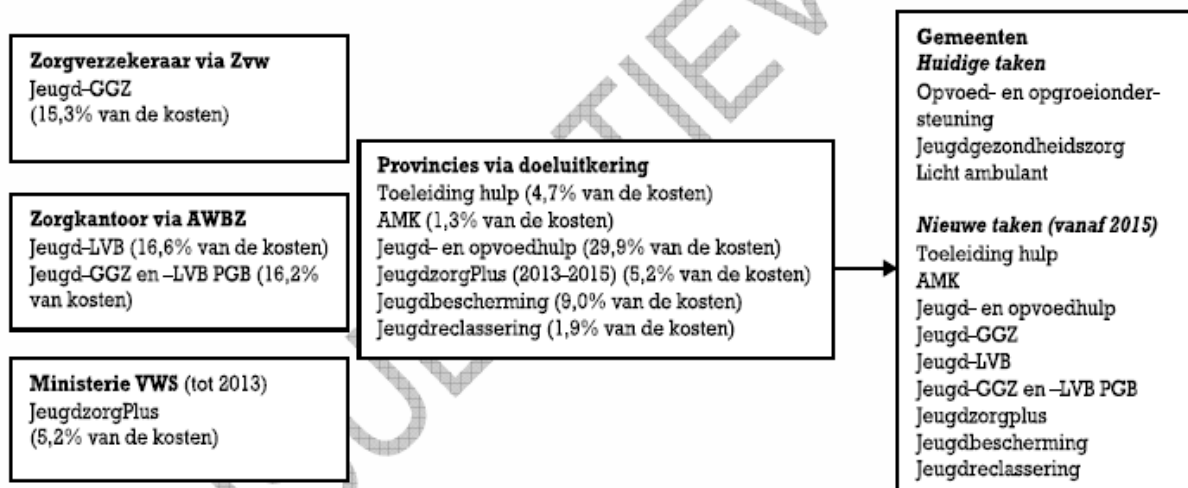 Zorgverzekeraar via Zvw
Jeugd-GGZ
(15,3% van de kosten)
Zorgkantoor via AWBZ
Jeugd-LVB (16,6% van de kosten)
Jeugd-GGZ en –LVB PGB (16,2%
van kosten)
Ministerie VWS (tot 2013)
JeugdzorgPlus
(5,2% van de kosten)
Provincies via doeluitkering
Toeleiding hulp (4,7% van de kosten)
AMK (1,3% van de kosten)
Jeugd- en opvoedhulp (29,9% van de kosten)
JeugdzorgPlus (2013–2015) (5,2% van de kosten)
Jeugdbescherming (9,0% van de kosten)
Jeugdreclassering (1,9% van de kosten)
Gemeenten
Huidige taken
Opvoed- en opgroeionder-
steuning
Jeugdgezondheidszorg
Licht ambulant
Nieuwe taken (vanaf 2015)
Toeleiding hulp
AMK
Jeugd- en opvoedhulp
Jeugd-GGZ
Jeugd-LVB
Jeugd-GGZ en –LVB PGB
Jeugdzorgplus
Jeugdbescherming
Jeugdreclassering